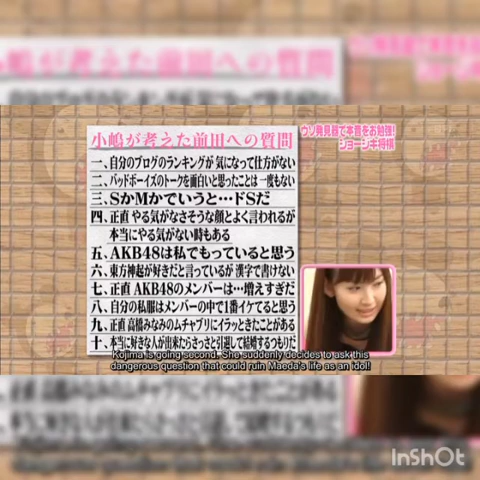 小嶋が考えた前田への質問
ウソ発見器で本音をお勉強!
ショージキ将棋
一、自分のブログのランキングが 気になって仕方がない
二、バッドボーイズのトークを面白いと思ったことは 一度もない
三、SかMかでいうと…ドSだ
四、正直 やる気がなさそうな顔とよく言われるが
本当にやる気がない時もある
五、AKB48は私でもっていると思う
六、東方神起が好きだと言っているが 漢字で書けない
七、正直 AKB48のメンバーは…増えすぎだ
八、自分の私服はメンバーの中で1番イケてると思う
九、正直 高橋みなみのムチャブリにイラッときたことがある
十、本当に好きな人が出来たらさっさと引退して結婚するつもりだ
Kojima is going second. She suddenly decides to ask this
dangerous question that could ruin Maeda's life as an idol!
InShOt